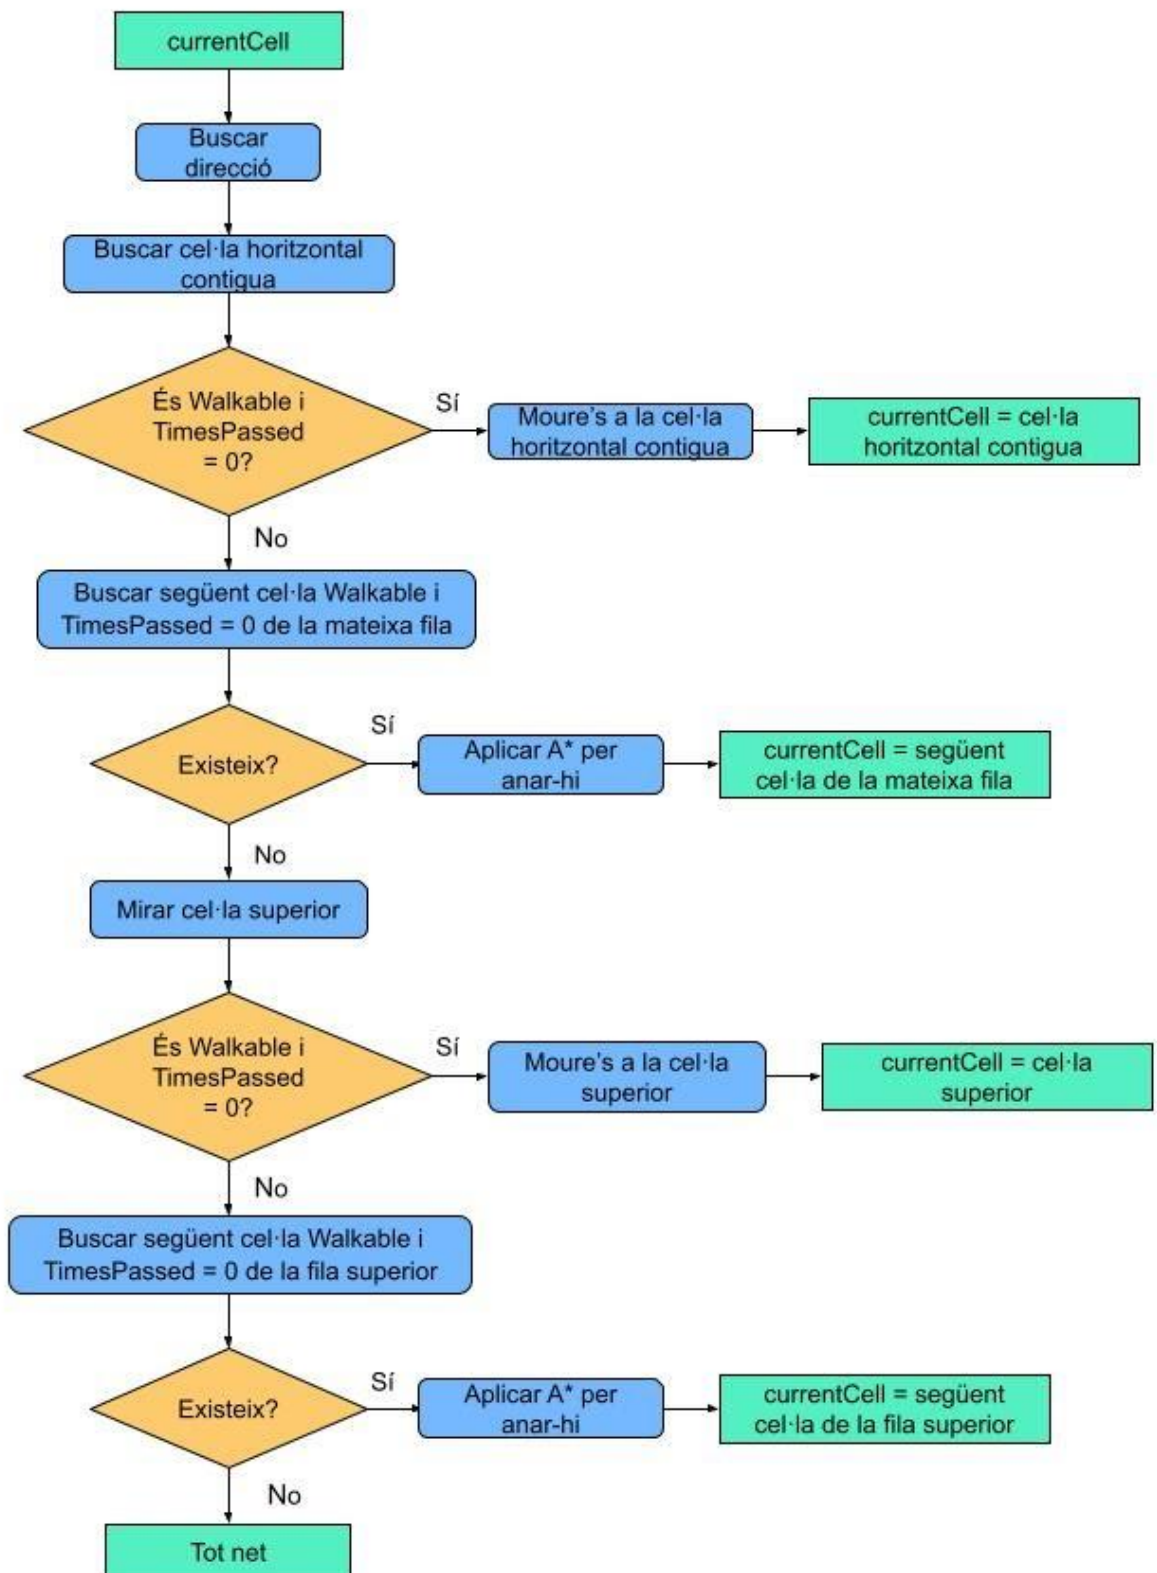 currentCell
Buscar
direcció
Buscar cel·la horitzontal
contigua
És Walkable i
TimesPassed
= 0?
Sí
Moure's a la cel·la
horitzontal contigua
currentCell = cel·la
horitzontal contigua
No
Buscar següent cel·la Walkable i
TimesPassed = 0 de la mateixa fila
Existeix?
Sí
Aplicar A* per
anar-hi
currentCell = següent
cel·la de la mateixa fila
No
Mirar cel·la superior
És Walkable i
TimesPassed
= 0?
Sí
Moure's a la cel·la
superior
currentCell = cel·la
superior
No
Buscar següent cel·la Walkable i
TimesPassed = 0 de la fila superior
Existeix?
Sí
Aplicar A* per
anar-hi
currentCell = següent
cel·la de la fila superior
No
Tot net